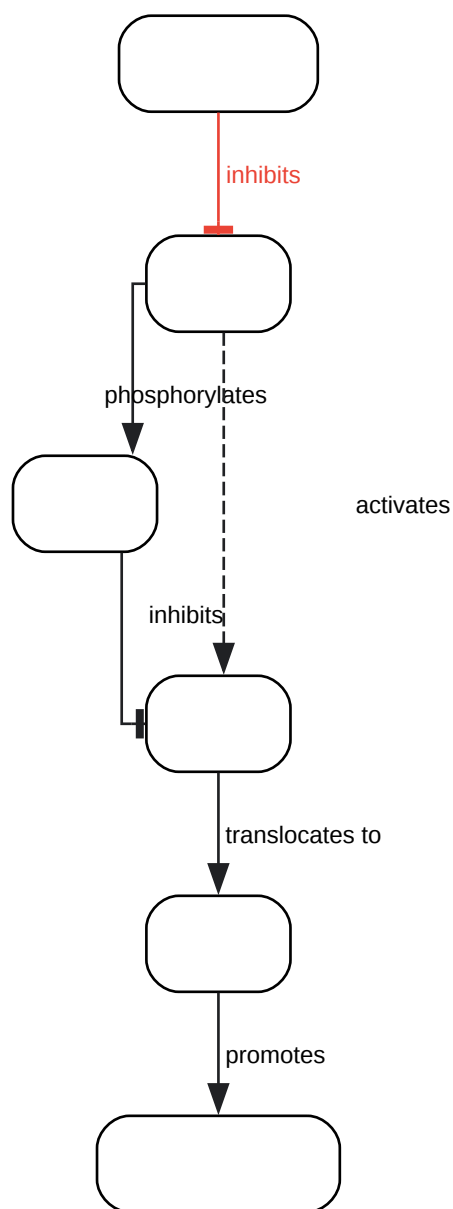 inhibits
phosphorylates
activates
inhibits
translocates to
promotes